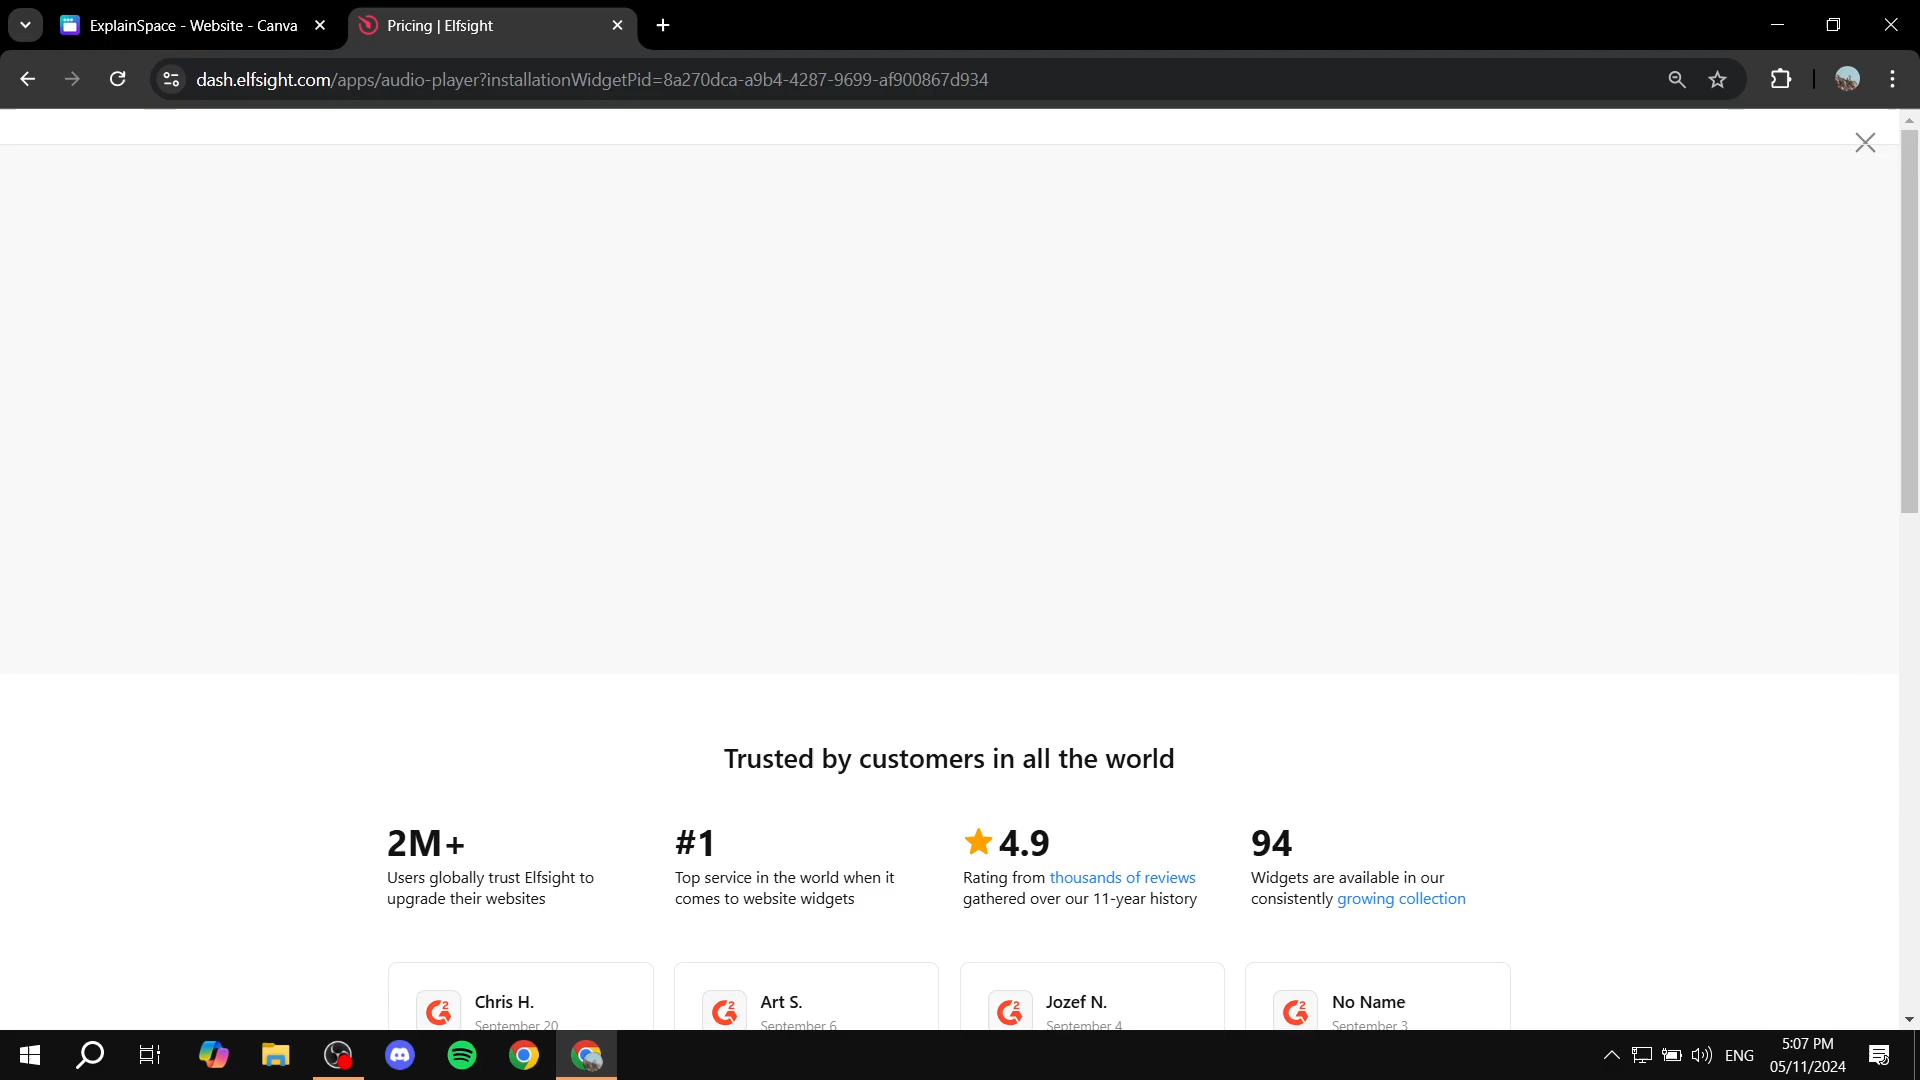 ExplainSpace - Website - Canva
Pricing | Elfsight
dash.elfsight.com/apps/audio-player?installationWidgetPid=8a270dca-a9b4-4287-9699-af900867d934
Trusted by customers in all the world
2M+
Users globally trust Elfsight to
upgrade their websites
#1
Top service in the world when it
comes to website widgets
4.9
Rating from thousands of reviews
gathered over our 11-year history
94
Widgets are available in our
consistently growing collection
Chris H.
September 20
Art S.
September 6
Jozef N.
September 4
No Name
September 3
ENG
5:07 PM
05/11/2024